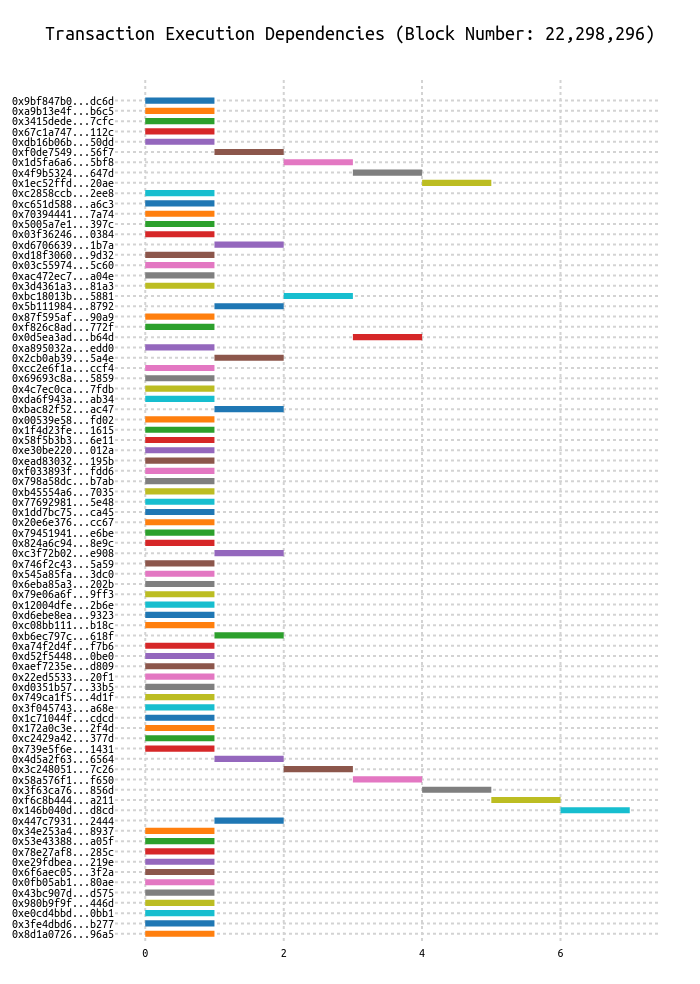 Transaction Execution Dependencies (Block Number: 22,298,296)
0x9bf847b0...dc6d
0xa9b13e4f...b6c5
0x3415dede...7cfc
0x67c1a747...112c
0xdb16b06b...50dd
0xf0de7549...56f7
0x1d5fa6a6...5bf8
0x4f9b5324...647d
0x1ec52ffd...20ae
0xc2858ccb...2ee8
0xc651d588...a6c3
0x70394441...7a74
0x5005a7e1...397c
0x03f36246...0384
0xd6706639...1b7a
0xd18f3060...9d32
0x03c55974...5c60
0xac472ec7...a04e
0x3d4361a3...81a3
0xbc18013b...5881
0x5b111984...8792
0x87f595af...90a9
0xf826c8ad...772f
0x0d5ea3ad...b64d
0xa895032a...edd0
0x2cb0ab39...5a4e
0xcc2e6f1a...ccf4
0x69693c8a...5859
0x4c7ec0ca...7fdb
0xda6f943a...ab34
0xbac82f52...ac47
0x00539e58...fd02
0x1f4d23fe...1615
0x58f5b3b3...6e11
0xe30be220...012a
0xead83032...195b
0xf033893f...fdd6
0x798a58dc...b7ab
0xb45554a6...7035
0x77692981...5e48
0x1dd7bc75...ca45
0x20e6e376...cc67
0x79451941...e6be
0x824a6c94...8e9c
0xc3f72b02...e908
0x746f2c43...5a59
0x545a85fa...3dc0
0x6eba85a3...202b
0x79e06a6f...9ff3
0x12004dfe...2b6e
0xd6ebe8ea...9323
0xc08bb111...b18c
0xb6ec797c...618f
0xa74f2d4f...f7b6
0xd52f5448...0be0
0xaef7235e...d809
0x22ed5533...20f1
0xd0351b57...33b5
0x749ca1f5...4d1f
0x3f045743...a68e
0x1c71044f...cdcd
0x172a0c3e...2f4d
0xc2429a42...377d
0x739e5f6e...1431
0x4d5a2f63...6564
0x3c248051...7c26
0x58a576f1...f650
0x3f63ca76...856d
0xf6c8b444...a211
0x146b040d...d8cd
0x447c7931...2444
0x34e253a4...8937
0x53e43388...a05f
0x78e27af8...285c
0xe29fdbea...219e
0x6f6aec05...3f2a
0x0fb05ab1...80ae
0x43bc907d...d575
0x980b9f9f...446d
0xe0cd4bbd...0bb1
0x3fe4dbd6...b277
0x8d1a0726...96a5
0 2 4 6